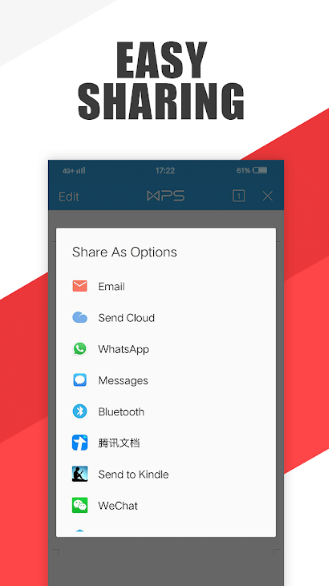 EASY
SHARING
4G+ 17:22 61%
Edit WPS 1
Share As Options
Email
Send Cloud
WhatsApp
Messages
Bluetooth
腾讯文档
Send to Kindle
WeChat